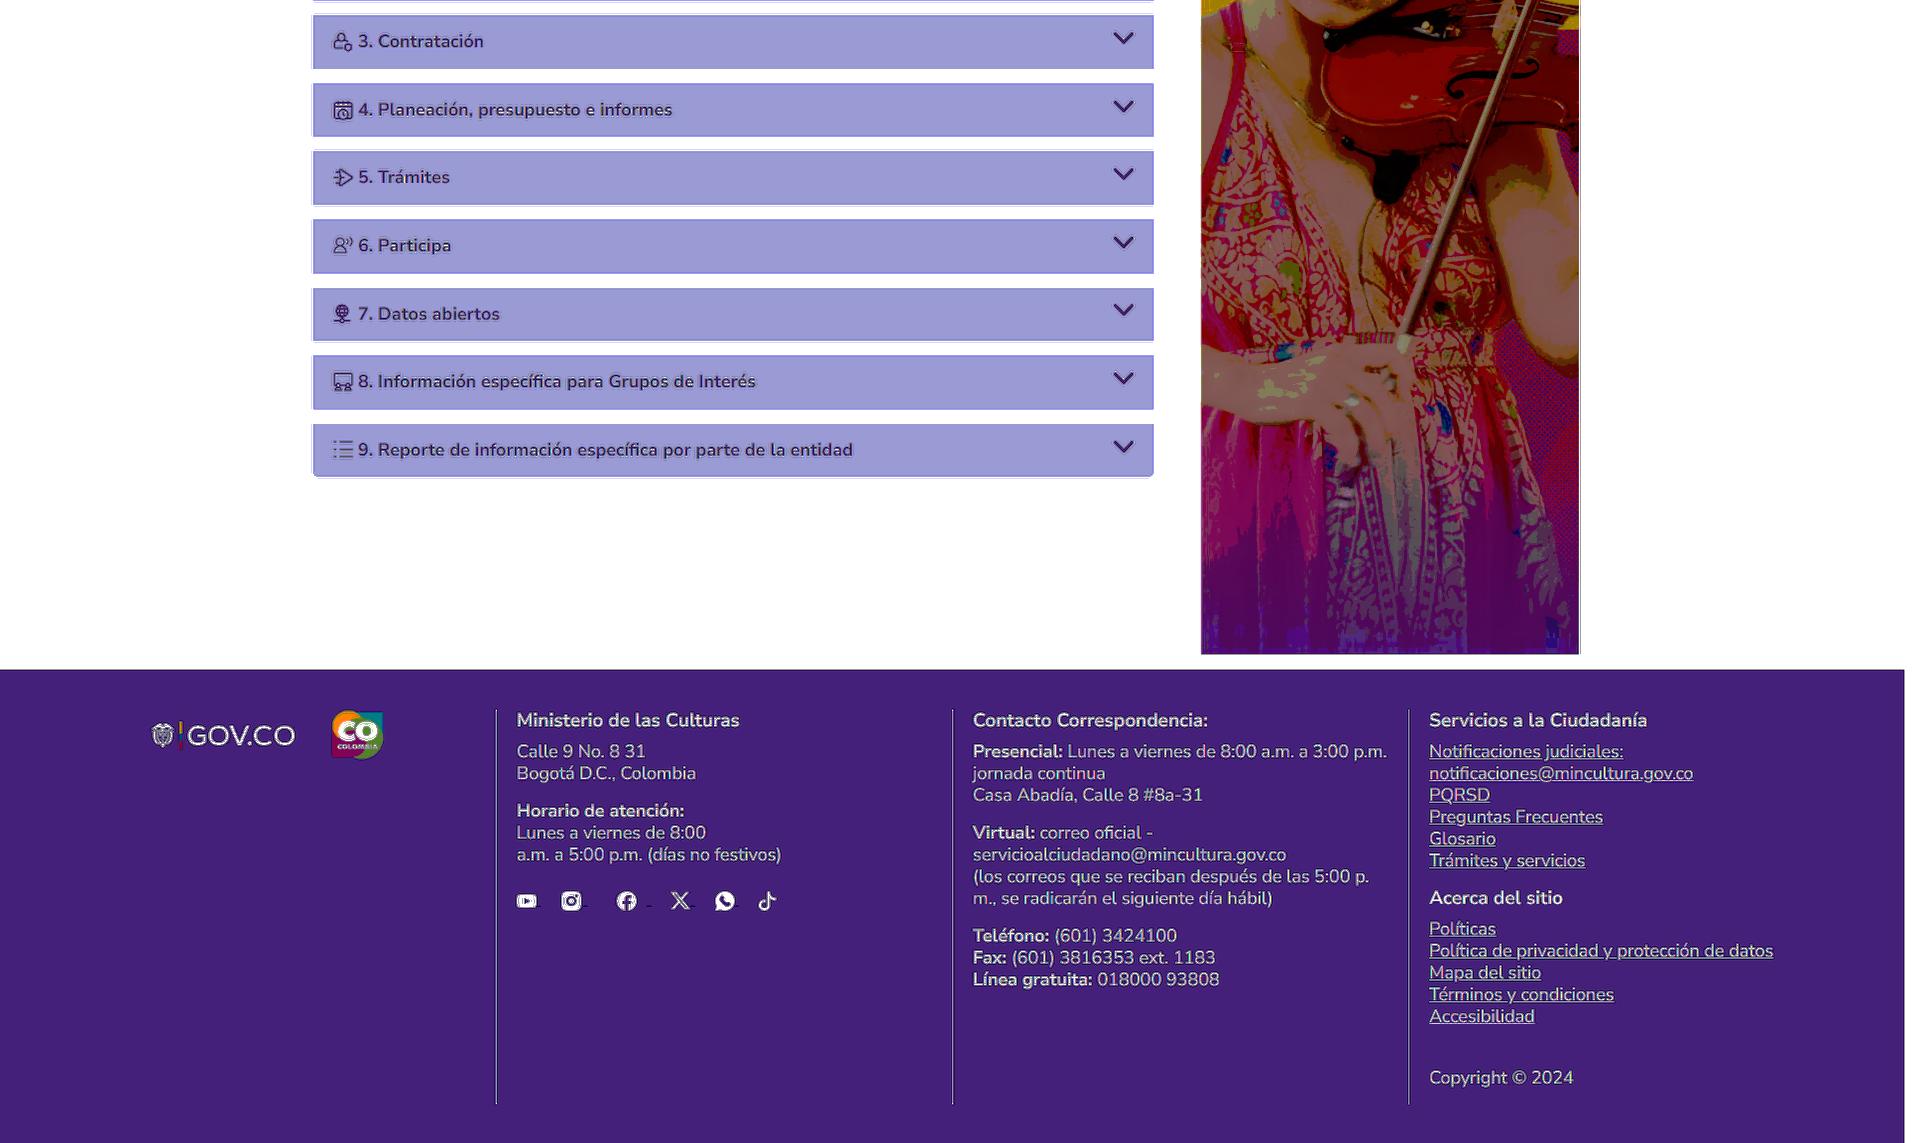 3. Contratación
4. Planeación, presupuesto e informes
5. Trámites
6. Participa
7. Datos abiertos
8. Información específica para Grupos de Interés
9. Reporte de información específica por parte de la entidad
GOV.CO
CO
COLOMBIA
Ministerio de las Culturas
Calle 9 No. 8 31
Bogotá D.C., Colombia
Horario de atención:
Lunes a viernes de 8:00
a.m. a 5:00 p.m. (días no festivos)
Contacto Correspondencia:
Presencial: Lunes a viernes de 8:00 a.m. a 3:00 p.m.
jornada continua
Casa Abadía, Calle 8 #8a-31
Virtual: correo oficial -
servicioalciudadano@mincultura.gov.co
(los correos que se reciban después de las 5:00 p.
m., se radicarán el siguiente día hábil)
Teléfono: (601) 3424100
Fax: (601) 3816353 ext. 1183
Línea gratuita: 018000 93808
Servicios a la Ciudadanía
Notificaciones judiciales:
notificaciones@mincultura.gov.co
PQRSD
Preguntas Frecuentes
Glosario
Trámites y servicios
Acerca del sitio
Políticas
Política de privacidad y protección de datos
Mapa del sitio
Términos y condiciones
Accesibilidad
Copyright © 2024